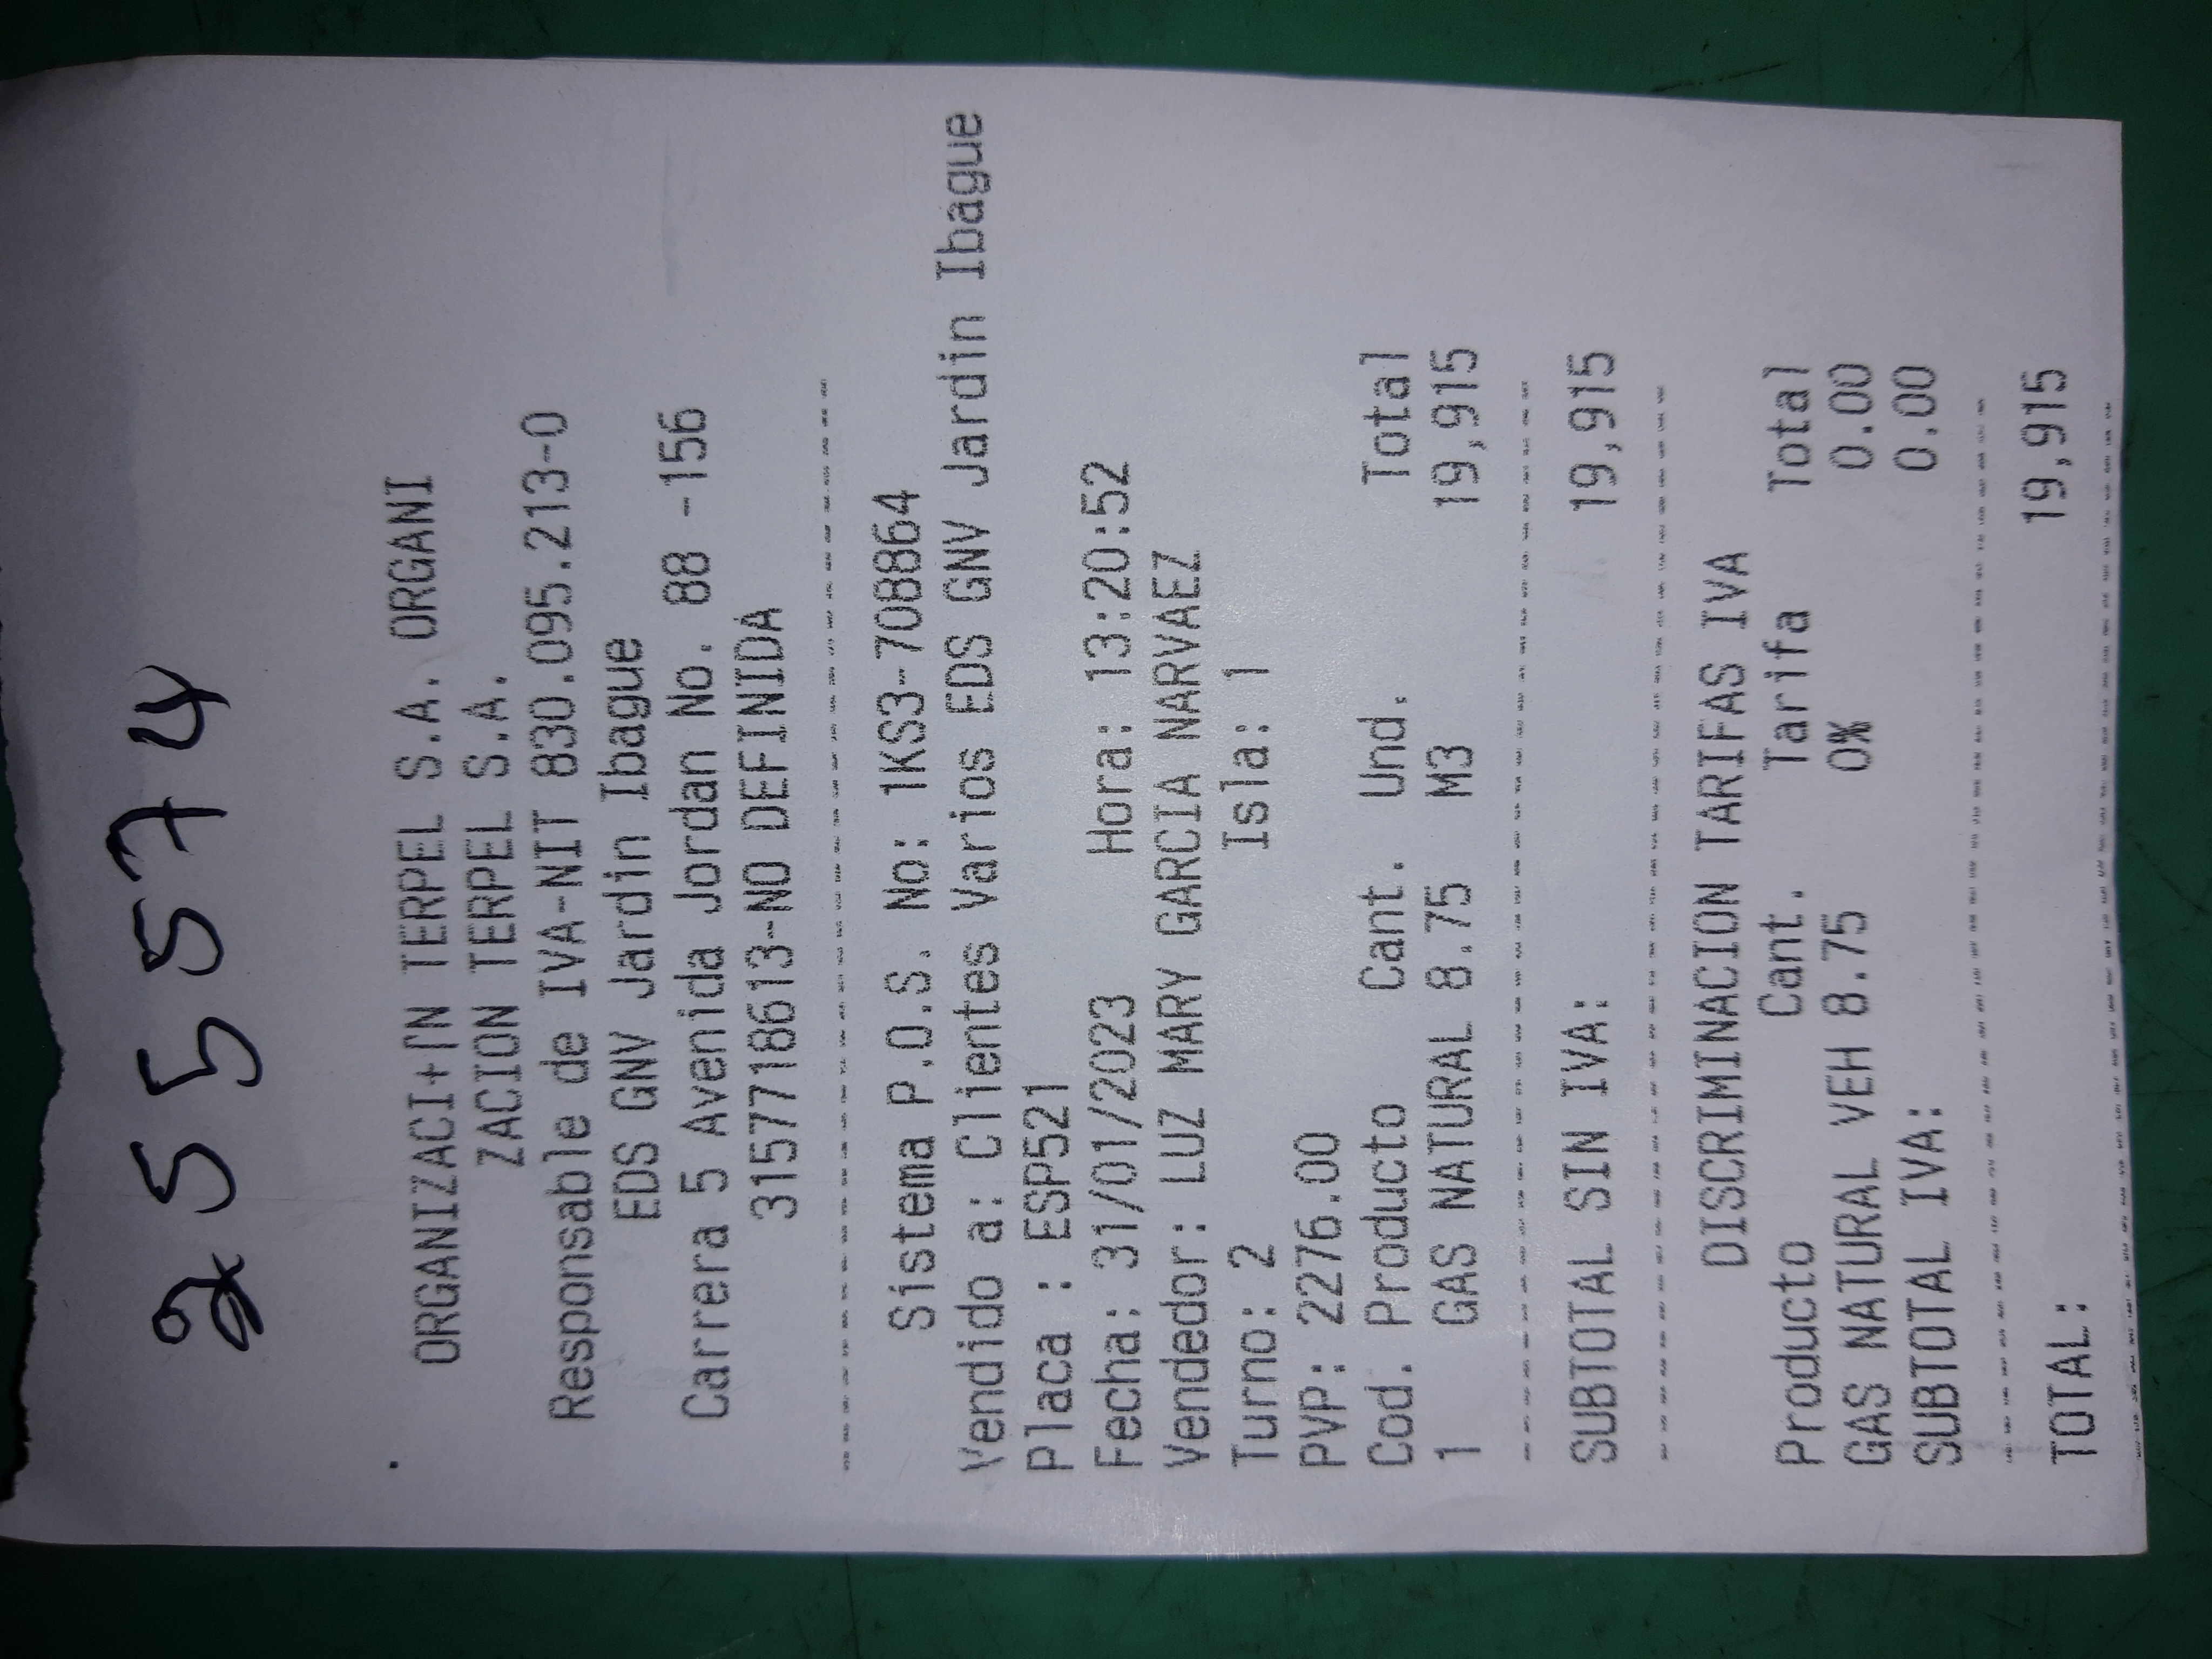 255574
ORGANIZACI+ΓN TERPEL S.A. ORGANI
ZACION TERPEL S.A.
Responsable de IVA-NIT 830.095.213-0
EDS GNV Jardin Ibague
Carrera 5 Avenida Jordan No. 88 -156
3157718613-NO DEFINIDA
Sistema P.O.S. No: 1KS3-708864
Vendido a: Clientes Varios EDS GNV Jardin Ibague
Placa : ESP521
Fecha: 31/01/2023 Hora: 13:20:52
Vendedor: LUZ MARY GARCIA NARVAEZ
Turno: 2 Isla: 1
PVP: 2276.00
Cod. Producto Cant. Und. Total
1 GAS NATURAL 8.75 M3 19,915
SUBTOTAL SIN IVA: 19,915
DISCRIMINACION TARIFAS IVA
Producto Cant. Tarifa Total
GAS NATURAL VEH 8.75 0% 0.00
SUBTOTAL IVA: 0.00
TOTAL: 19,915